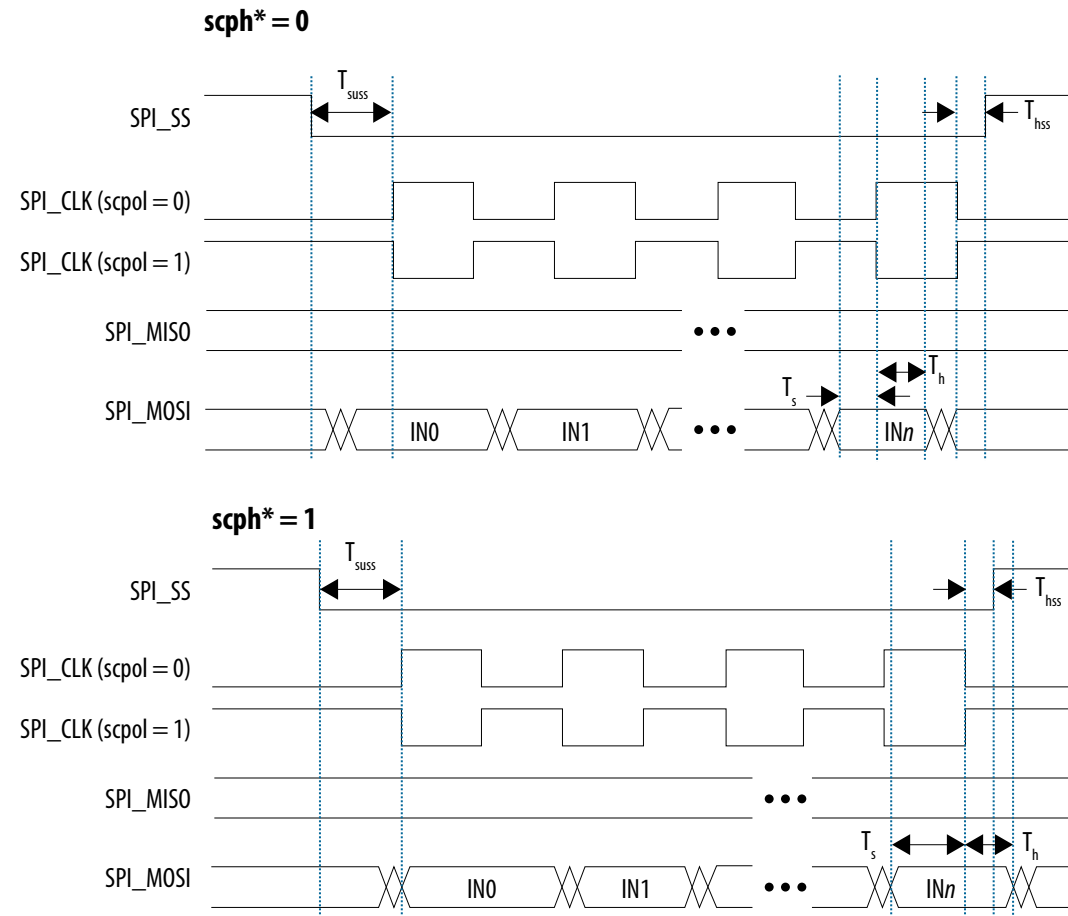 scph* = 0
T_suss
SPI_SS
T_hss
SPI_CLK (scpol = 0)
SPI_CLK (scpol = 1)
SPI_MISO
•••
T_s
T_h
SPI_MOSI
IN0
IN1
•••
INn
scph* = 1
T_suss
SPI_SS
T_hss
SPI_CLK (scpol = 0)
SPI_CLK (scpol = 1)
SPI_MISO
•••
T_s
T_h
SPI_MOSI
IN0
IN1
•••
INn